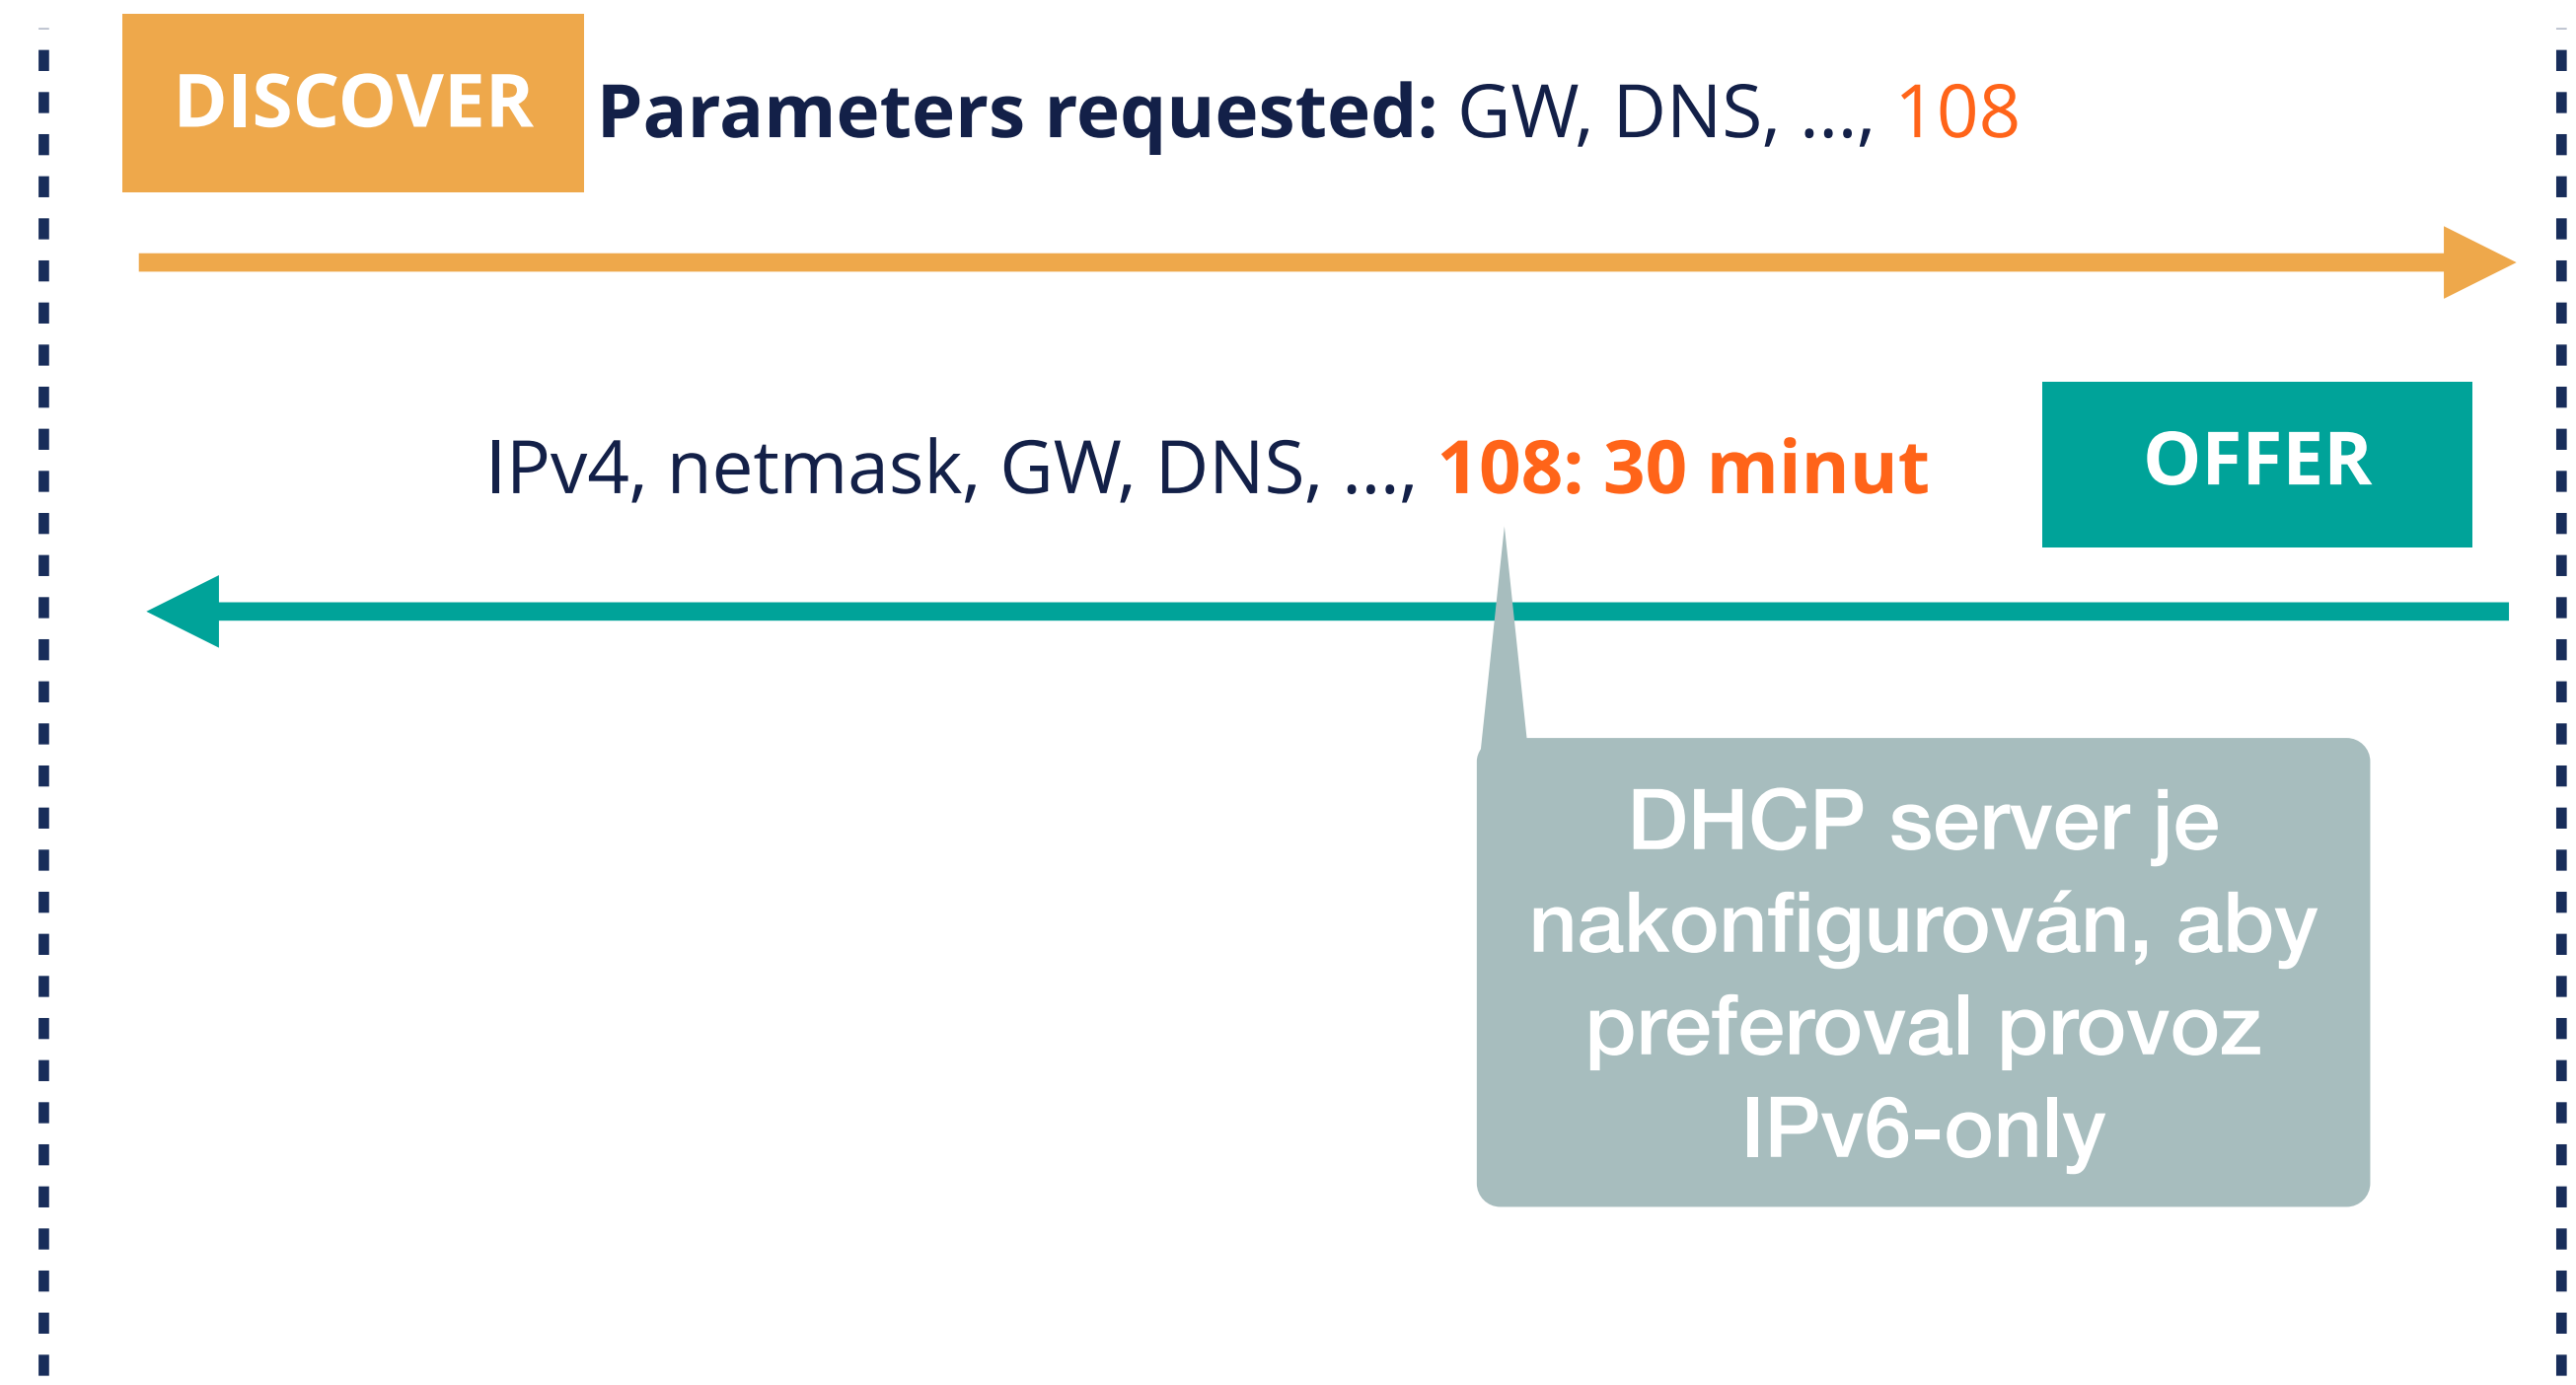 DISCOVER Parameters requested: GW, DNS, ..., 108
IPv4, netmask, GW, DNS, ..., 108: 30 minut OFFER
DHCP server je
nakonfigurován, aby
preferoval provoz
IPv6-only